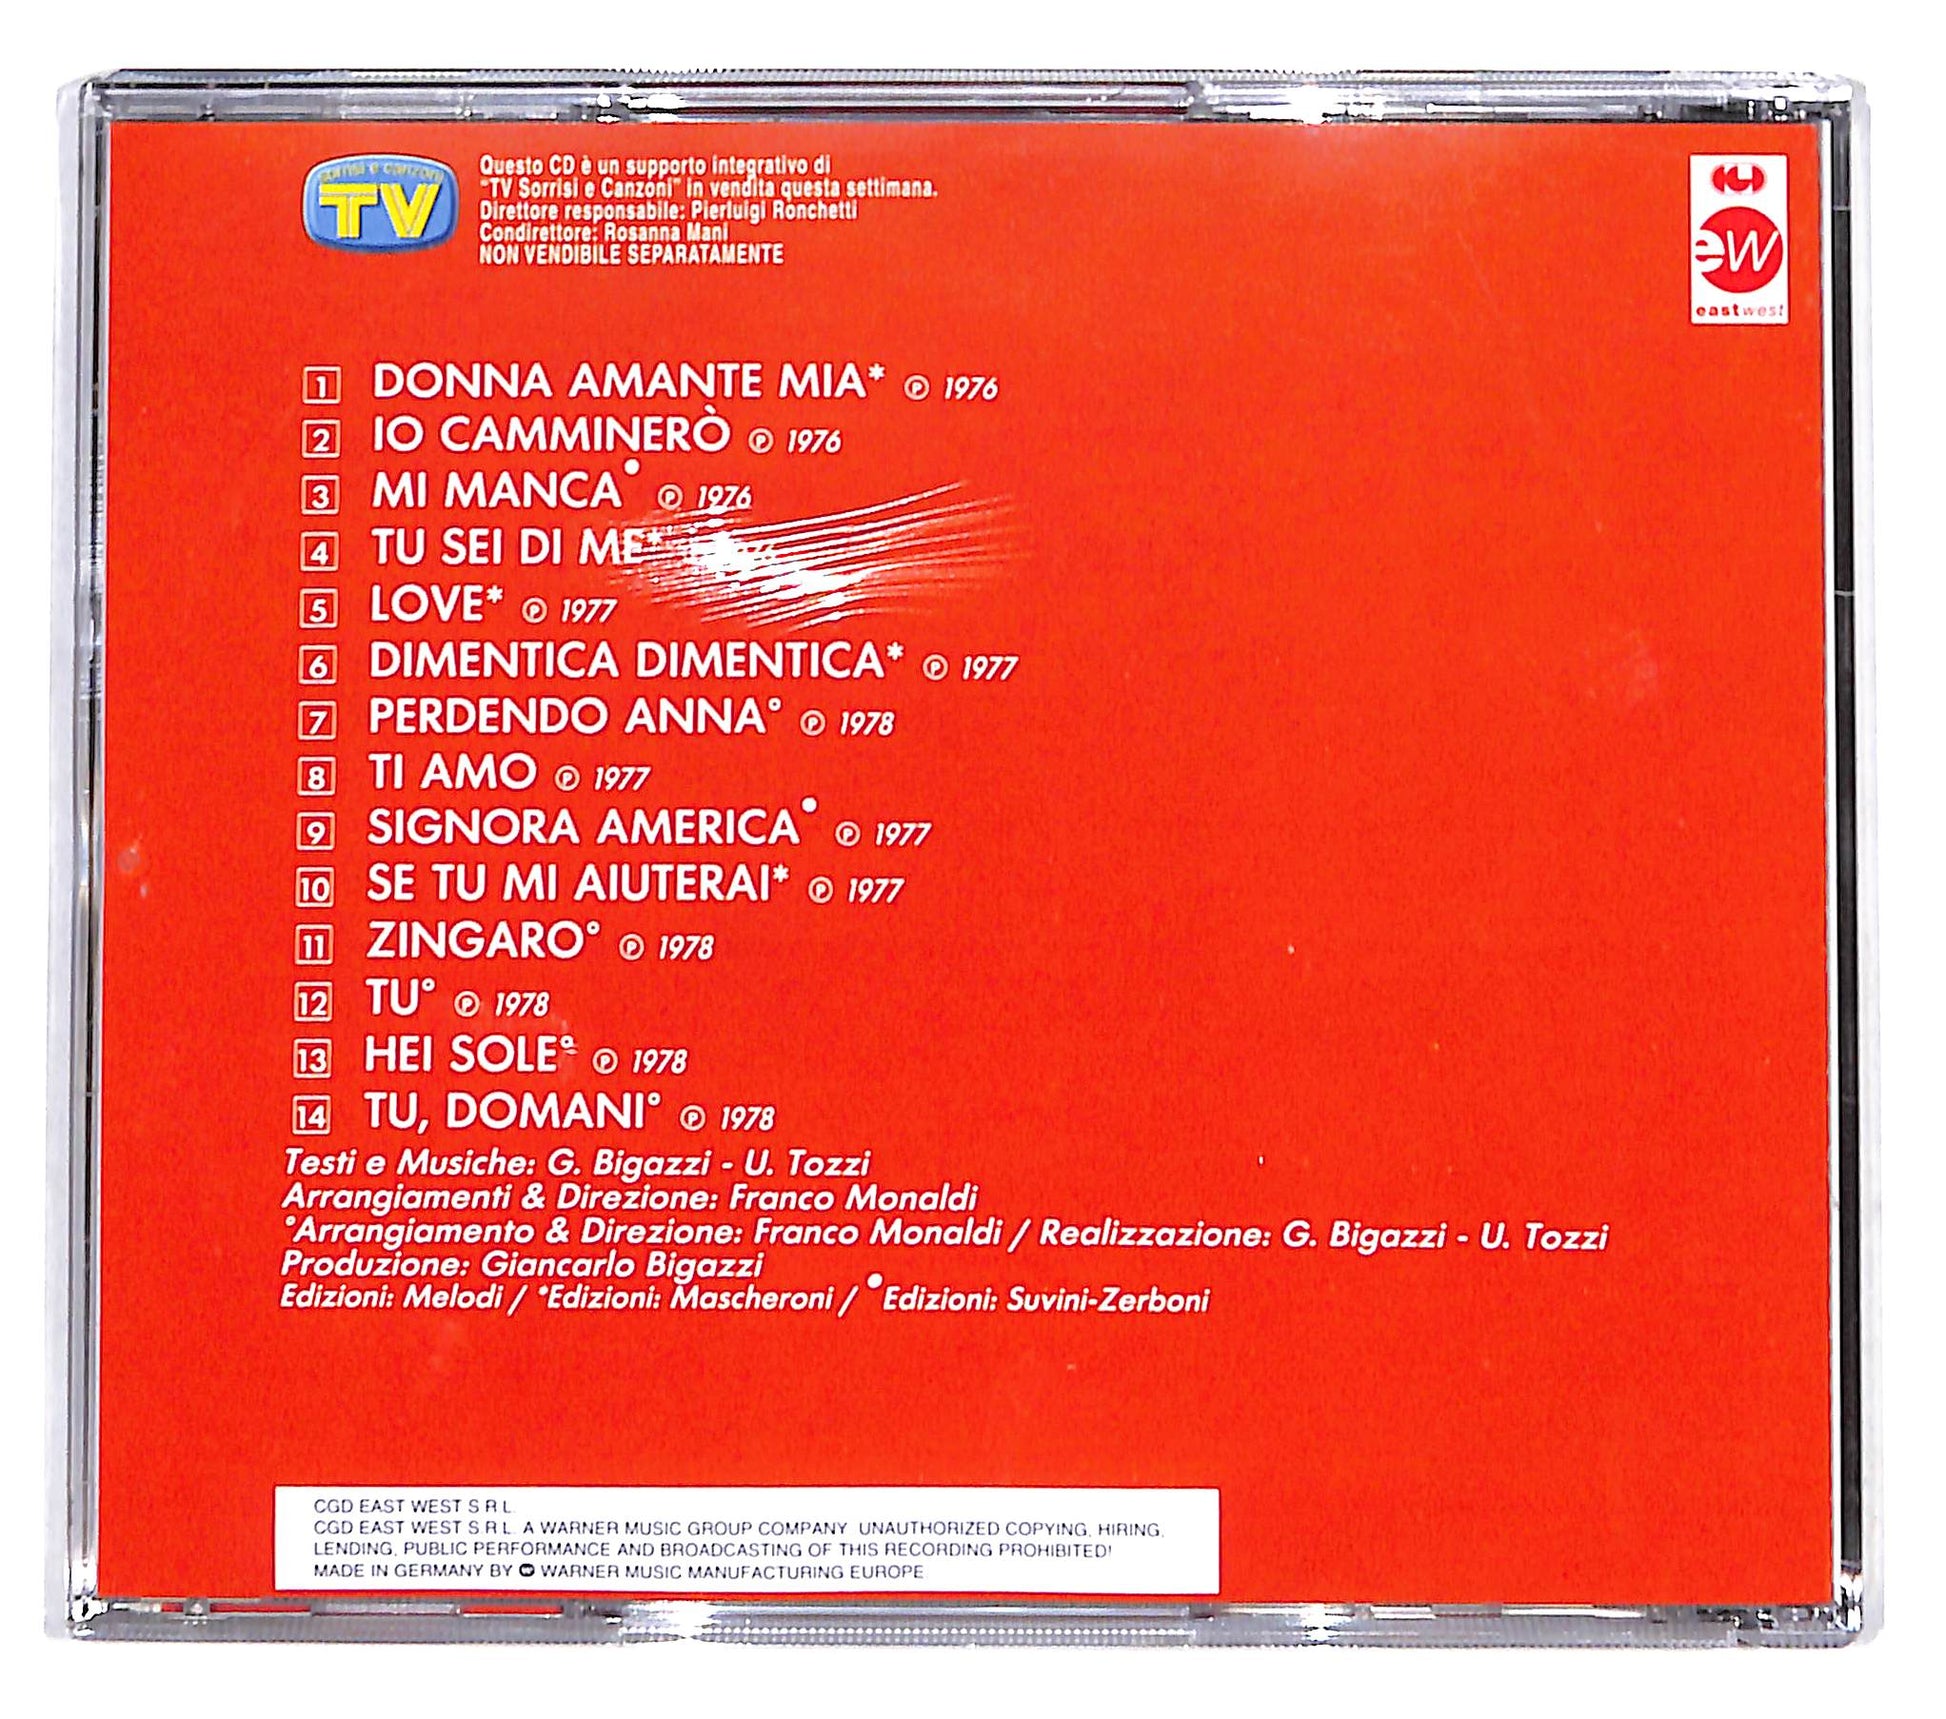 sorrisi e canzoni
TV
Questo CD è un supporto integrativo di
"TV Sorrisi e Canzoni" in vendita questa settimana.
Direttore responsabile: Pierluigi Ronchetti
Condirettore: Rosanna Mani
NON VENDIBILE SEPARATAMENTE
ew
eastwest
1 DONNA AMANTE MIA* ℗ 1976
2 IO CAMMINERÒ ℗ 1976
3 MI MANCA● ℗ 1976
4 TU SEI DI ME*
5 LOVE* ℗ 1977
6 DIMENTICA DIMENTICA* ℗ 1977
7 PERDENDO ANNA° ℗ 1978
8 TI AMO ℗ 1977
9 SIGNORA AMERICA● ℗ 1977
10 SE TU MI AIUTERAI* ℗ 1977
11 ZINGARO° ℗ 1978
12 TU° ℗ 1978
13 HEI SOLE° ℗ 1978
14 TU, DOMANI° ℗ 1978
Testi e Musiche: G. Bigazzi - U. Tozzi
Arrangiamenti & Direzione: Franco Monaldi
°Arrangiamento & Direzione: Franco Monaldi / Realizzazione: G. Bigazzi - U. Tozzi
Produzione: Giancarlo Bigazzi
Edizioni: Melodi / *Edizioni: Mascheroni / ●Edizioni: Suvini-Zerboni
CGD EAST WEST S.R.L.
CGD EAST WEST S.R.L. A WARNER MUSIC GROUP COMPANY. UNAUTHORIZED COPYING, HIRING,
LENDING, PUBLIC PERFORMANCE AND BROADCASTING OF THIS RECORDING PROHIBITED!
MADE IN GERMANY BY WARNER MUSIC MANUFACTURING EUROPE